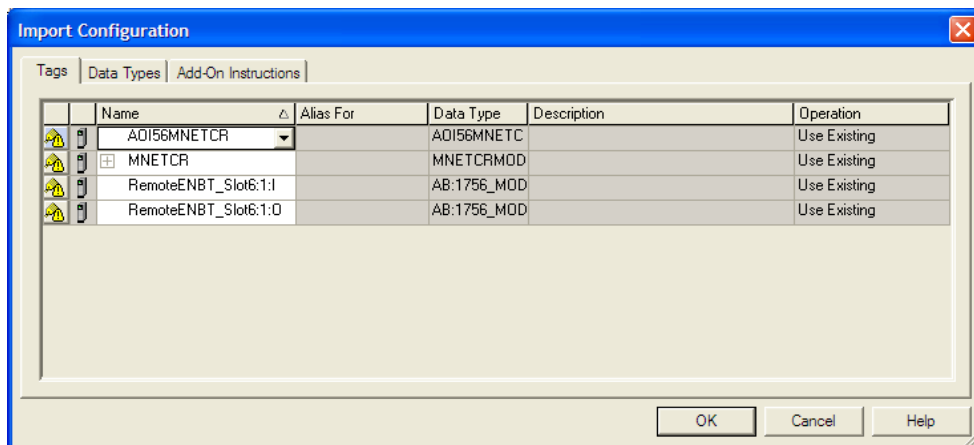 Import Configuration
Tags Data Types Add-On Instructions
Name Alias For Data Type Description Operation
AOI56MNETCR AOI56MNETC Use Existing
MNETCR MNETCRMOD Use Existing
RemoteENBT_Slot6:1:I AB:1756_MOD Use Existing
RemoteENBT_Slot6:1:O AB:1756_MOD Use Existing
OK Cancel Help